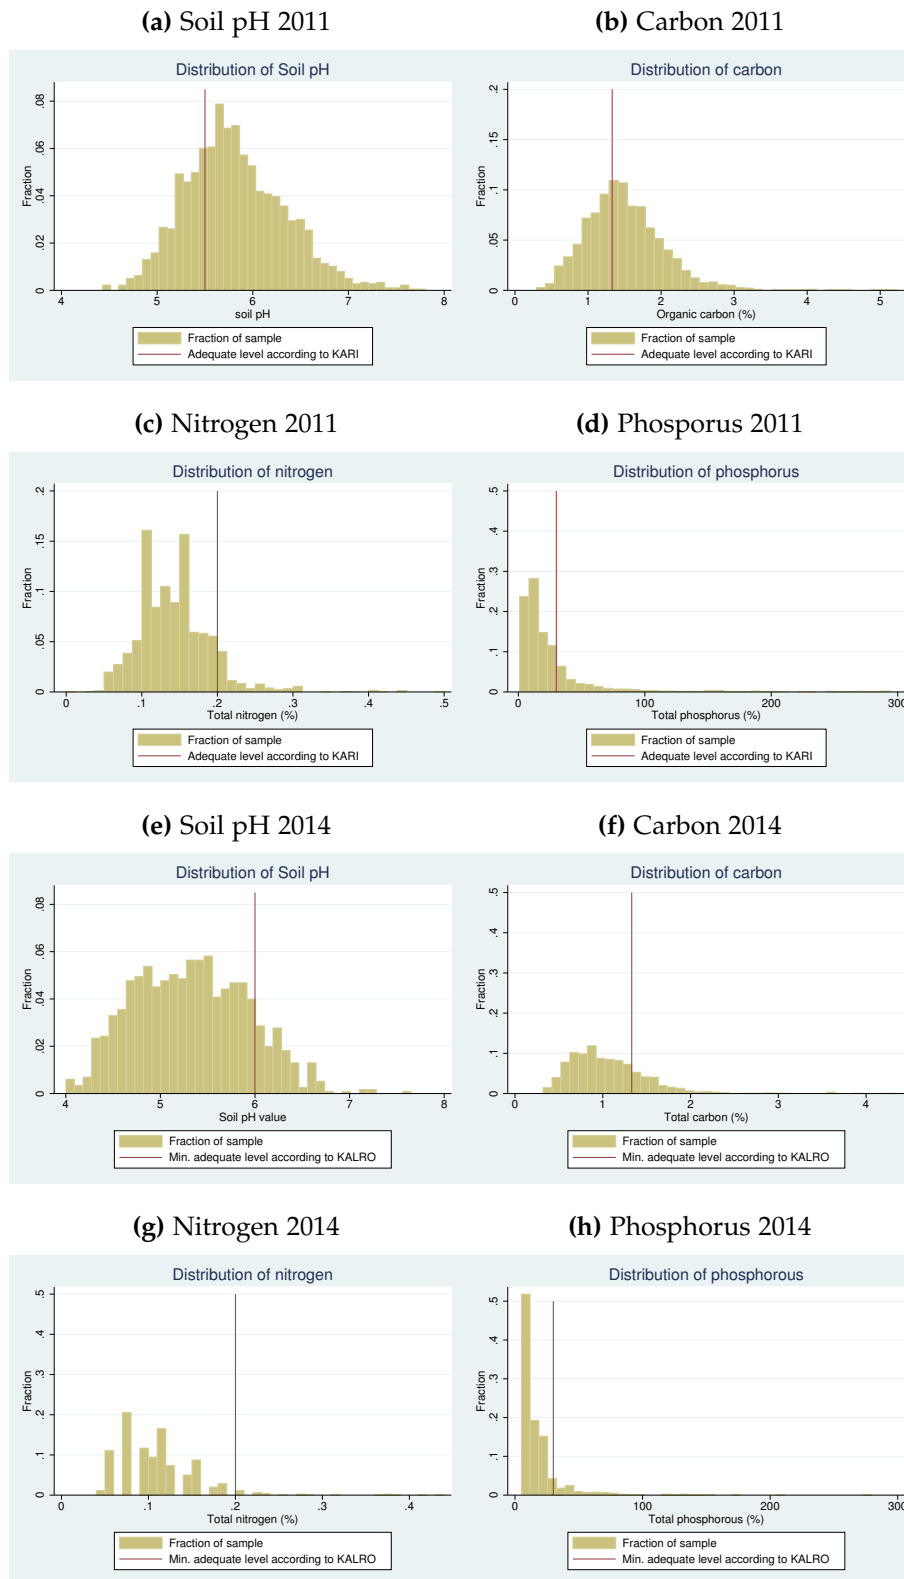 (a) Soil pH 2011
Distribution of Soil pH
Fraction
0 .02 .04 .06 .08
4 5 6 7 8
soil pH
Fraction of sample
Adequate level according to KARI
(b) Carbon 2011
Distribution of carbon
Fraction
0 .05 .1 .15 .2
0 1 2 3 4 5
Organic carbon (%)
Fraction of sample
Adequate level according to KARI
(c) Nitrogen 2011
Distribution of nitrogen
Fraction
0 .05 .1 .15 .2
0 .1 .2 .3 .4 .5
Total nitrogen (%)
Fraction of sample
Adequate level according to KARI
(d) Phosporus 2011
Distribution of phosphorus
Fraction
0 .1 .2 .3 .4 .5
0 100 200 300
Total phosphorus (%)
Fraction of sample
Adequate level according to KARI
(e) Soil pH 2014
Distribution of Soil pH
Fraction
0 .02 .04 .06 .08
4 5 6 7 8
Soil pH value
Fraction of sample
Min. adequate level according to KALRO
(f) Carbon 2014
Distribution of carbon
Fraction
0 .1 .2 .3 .4 .5
0 1 2 3 4
Total carbon (%)
Fraction of sample
Min. adequate level according to KALRO
(g) Nitrogen 2014
Distribution of nitrogen
Fraction
0 .1 .2 .3 .4 .5
0 .1 .2 .3 .4
Total nitrogen (%)
Fraction of sample
Min. adequate level according to KALRO
(h) Phosphorus 2014
Distribution of phosphorous
Fraction
0 .1 .2 .3 .4 .5
0 100 200 300
Total phosphorous (%)
Fraction of sample
Min. adequate level according to KALRO